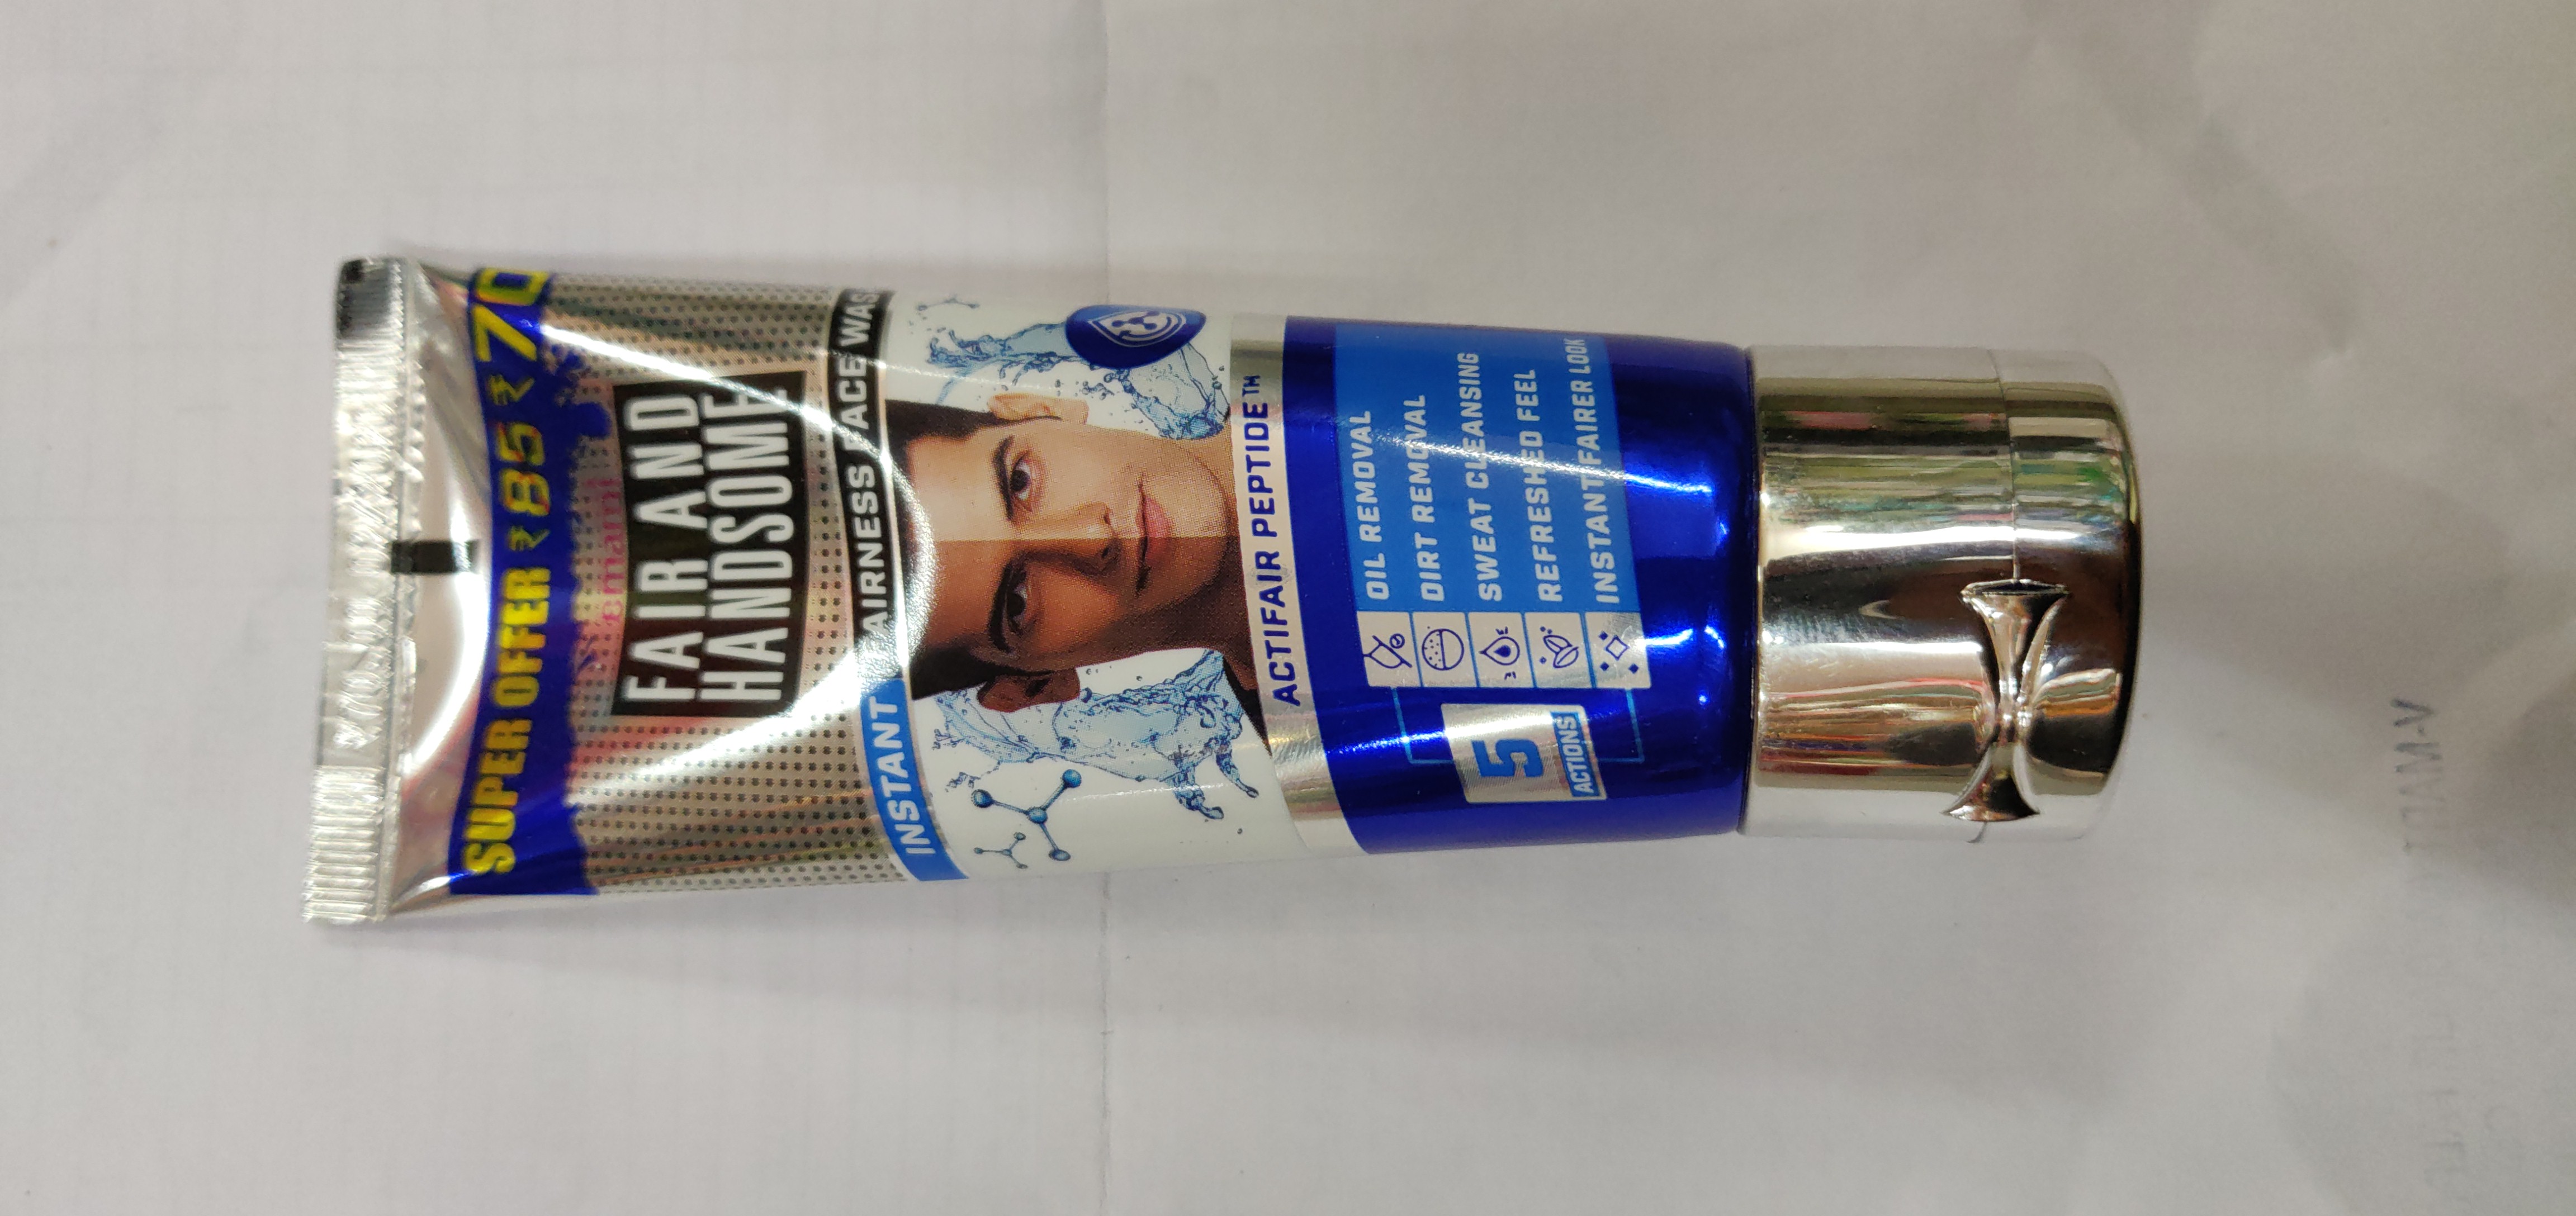 SUPER OFFER ₹85 ₹70
emami
FAIR AND
HANDSOME
INSTANT FAIRNESS FACE WAS
ACTIFAIR PEPTIDE™
5
ACTIONS
OIL REMOVAL
DIRT REMOVAL
SWEAT CLEANSING
REFRESHED FEEL
INSTANT FAIRER LOOK